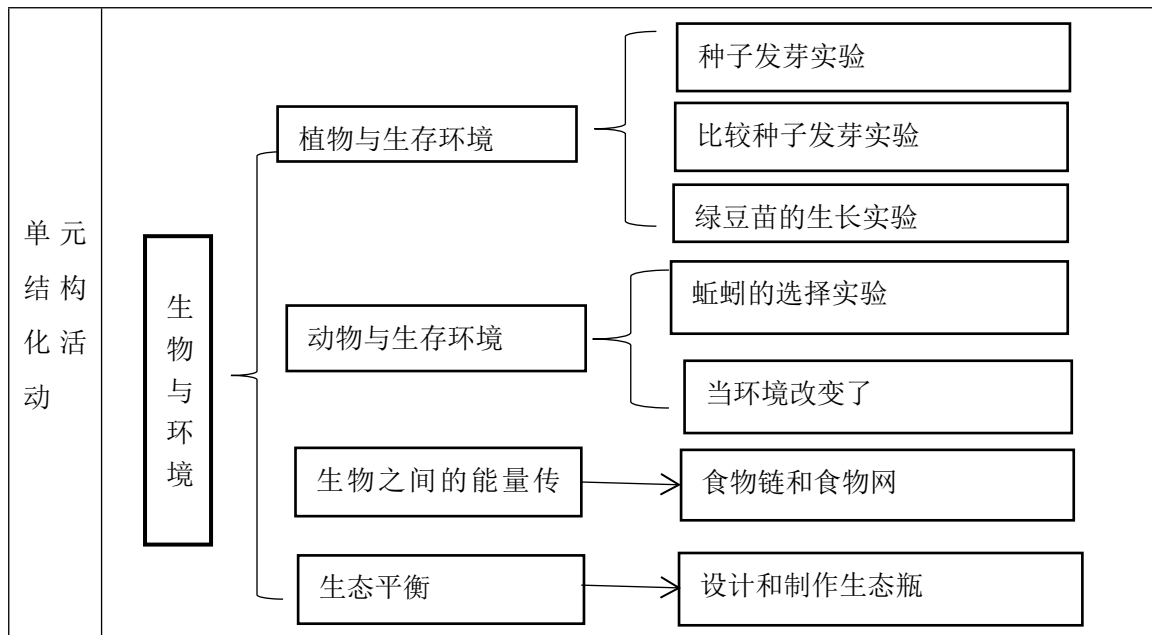 单元
结构
化活
动
生物与环境
植物与生存环境
种子发芽实验
比较种子发芽实验
绿豆苗的生长实验
动物与生存环境
蚯蚓的选择实验
当环境改变了
生物之间的能量传
食物链和食物网
生态平衡
设计和制作生态瓶